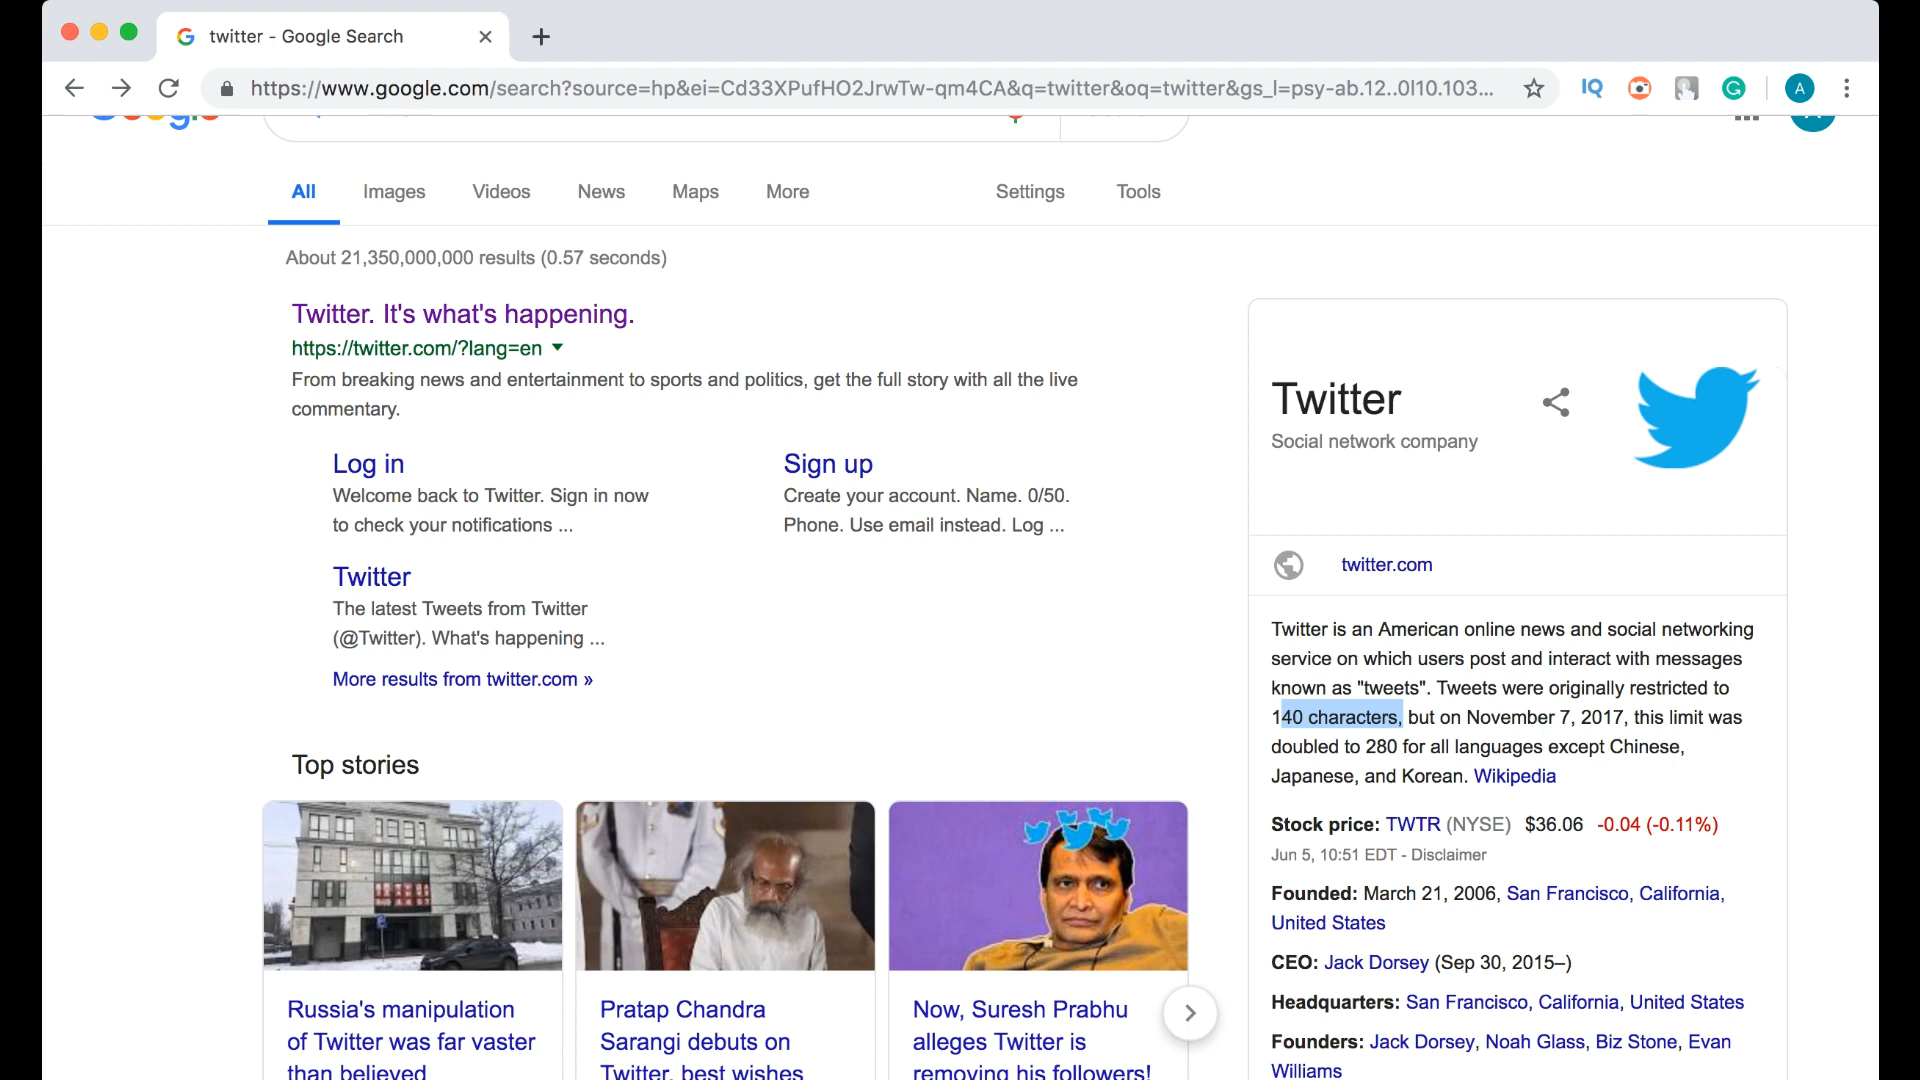 twitter - Google Search
https://www.google.com/search?source=hp&ei=Cd33XPufHO2JrwTw-qm4CA&q=twitter&oq=twitter&gs_l=psy-ab.12..0l10.103...
IQ
A
All Images Videos News Maps More Settings Tools
About 21,350,000,000 results (0.57 seconds)
Twitter. It's what's happening.
https://twitter.com/?lang=en
From breaking news and entertainment to sports and politics, get the full story with all the live
commentary.
Log in
Welcome back to Twitter. Sign in now
to check your notifications ...
Sign up
Create your account. Name. 0/50.
Phone. Use email instead. Log ...
Twitter
The latest Tweets from Twitter
(@Twitter). What's happening ...
More results from twitter.com »
Top stories
Russia's manipulation
of Twitter was far vaster
than believed
Pratap Chandra
Sarangi debuts on
Twitter, best wishes
Now, Suresh Prabhu
alleges Twitter is
removing his followers!
Twitter
Social network company
twitter.com
Twitter is an American online news and social networking
service on which users post and interact with messages
known as "tweets". Tweets were originally restricted to
140 characters, but on November 7, 2017, this limit was
doubled to 280 for all languages except Chinese,
Japanese, and Korean. Wikipedia
Stock price: TWTR (NYSE) $36.06 -0.04 (-0.11%)
Jun 5, 10:51 EDT - Disclaimer
Founded: March 21, 2006, San Francisco, California,
United States
CEO: Jack Dorsey (Sep 30, 2015–)
Headquarters: San Francisco, California, United States
Founders: Jack Dorsey, Noah Glass, Biz Stone, Evan
Williams